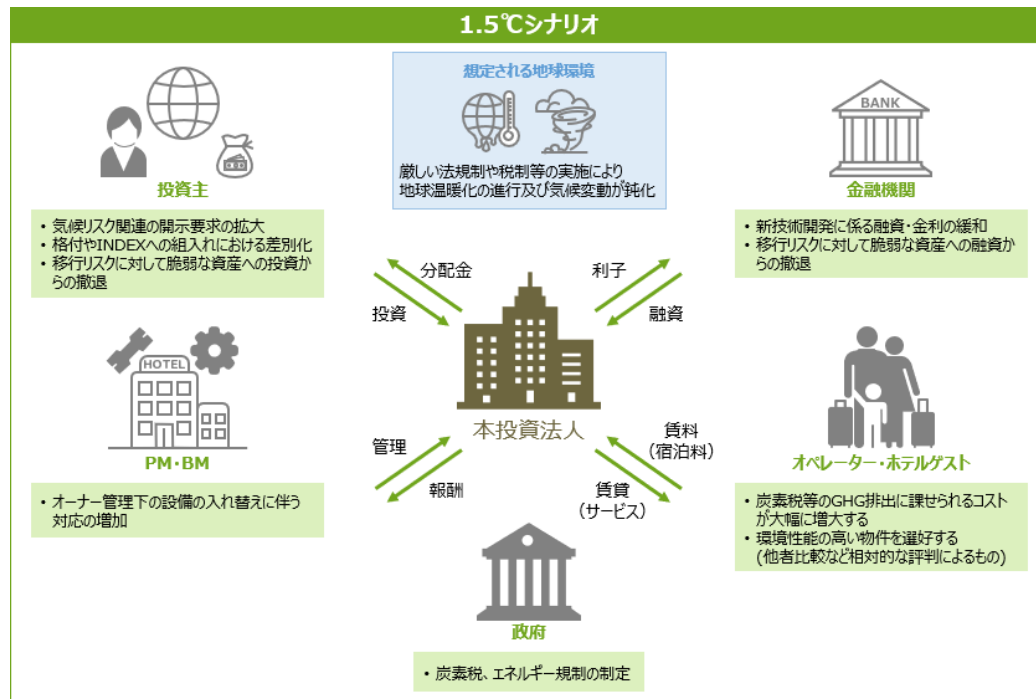 1.5℃シナリオ
想定される地球環境
厳しい法規制や税制等の実施により
地球温暖化の進行及び気候変動が鈍化
投資主
・気候リスク関連の開示要求の拡大
・格付やINDEXへの組入れにおける差別化
・移行リスクに対して脆弱な資産への投資か
らの撤退
BANK
金融機関
・新技術開発に係る融資・金利の緩和
・移行リスクに対して脆弱な資産への融資か
らの撤退
分配金
投資
利子
融資
本投資法人
HOTEL
PM・BM
・オーナー管理下の設備の入れ替えに伴う
対応の増加
管理
報酬
賃料
（宿泊料）
賃貸
（サービス）
オペレーター・ホテルゲスト
・炭素税等のGHG排出に課せられるコスト
が大幅に増大する
・環境性能の高い物件を選好する
(他者比較など相対的な評判によるもの)
政府
・炭素税、エネルギー規制の制定